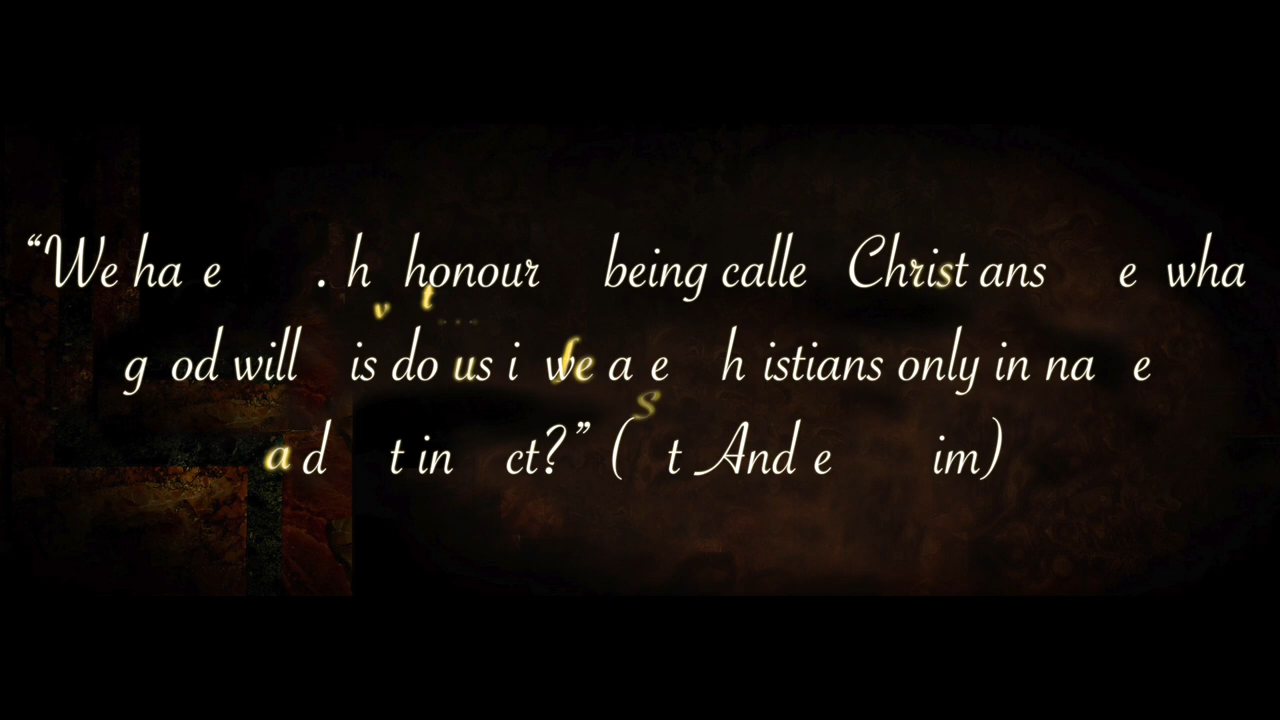 “We ha e . h honour being calle Christ ans e wha
g od will is do us i we a e h istians only in na e
a d t in ct?” ( t And e im)